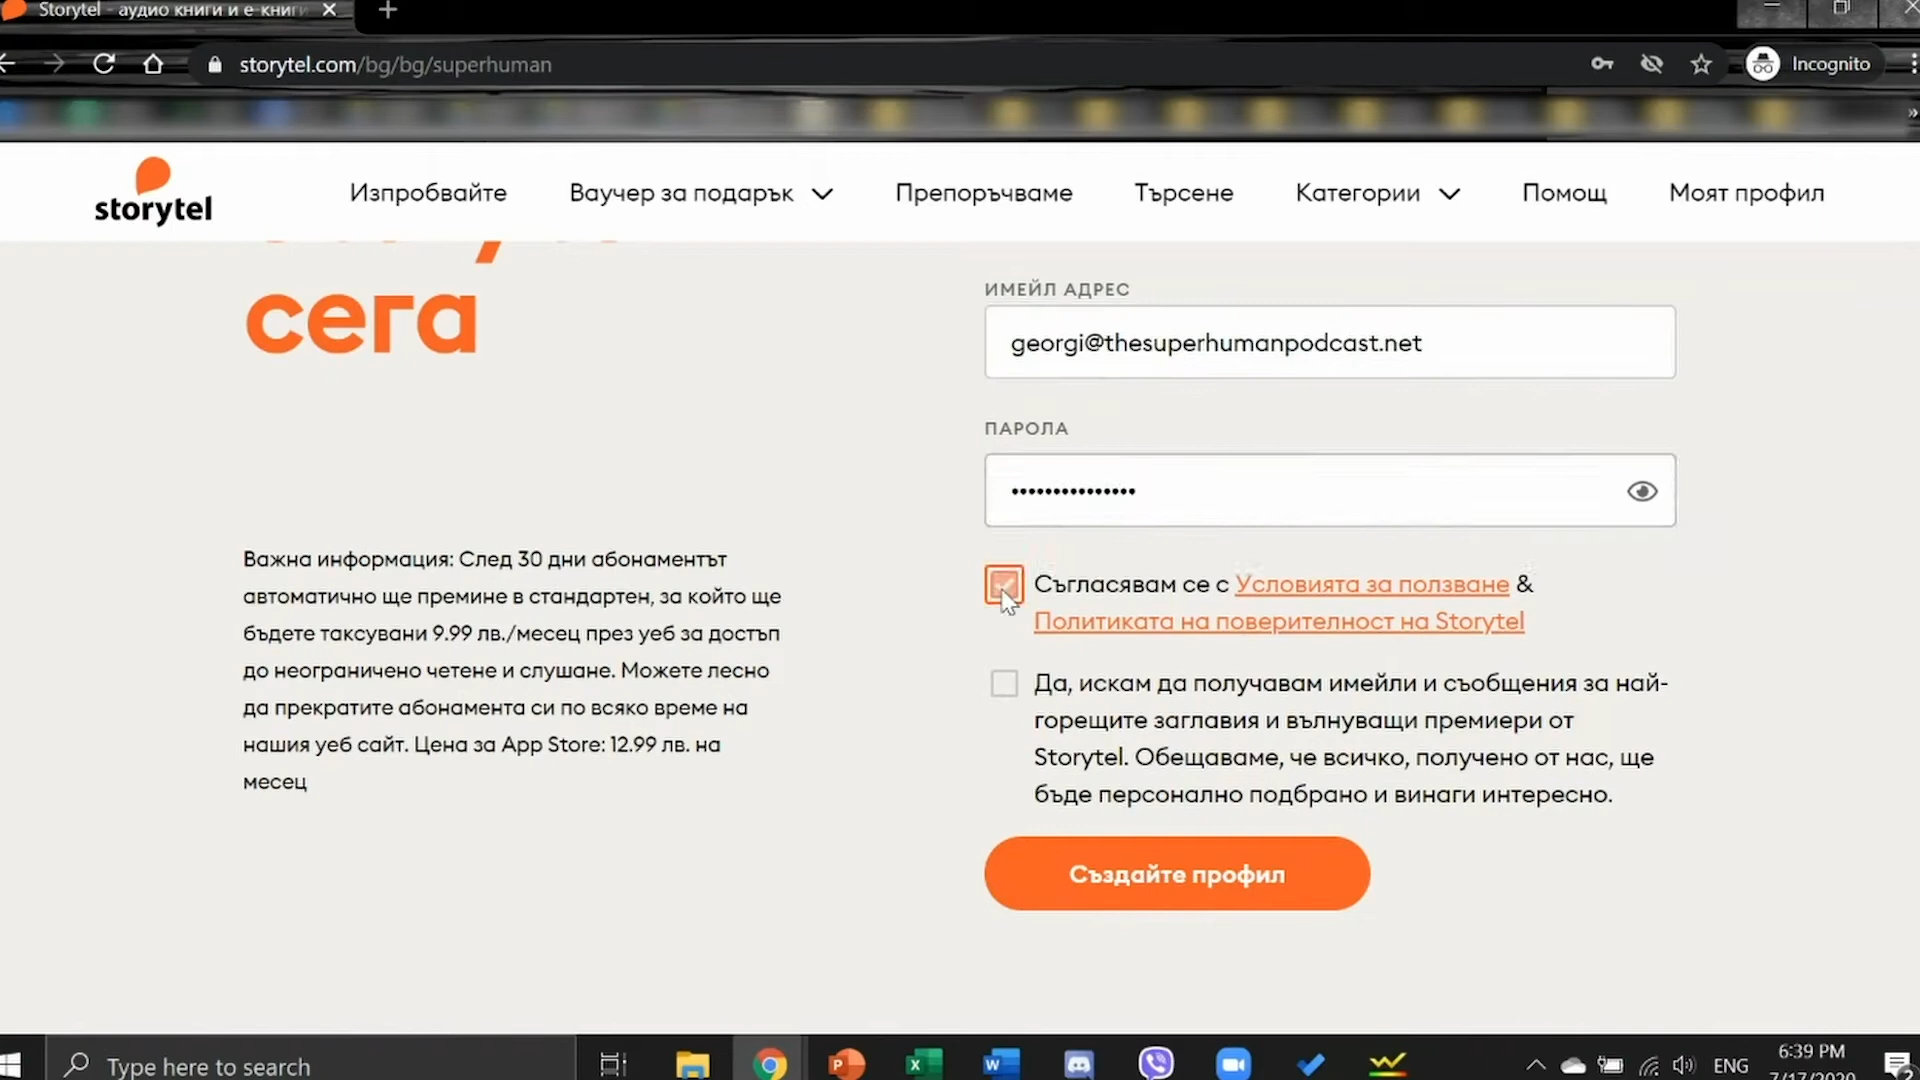 Storytel - аудио книги и е-книги
storytel.com/bg/bg/superhuman
Incognito
storytel
Изпробвайте
Ваучер за подарък
Препоръчваме
Търсене
Категории
Помощ
Моят профил
сега
ИМЕЙЛ АДРЕС
georgi@thesuperhumanpodcast.net
ПАРОЛА
Съгласявам се с Условията за ползване &
Политиката на поверителност на Storytel
Важна информация: След 30 дни абонаментът
автоматично ще премине в стандартен, за който ще
бъдете таксувани 9.99 лв./месец през уеб за достъп
до неограничено четене и слушане. Можете лесно
да прекратите абонамента си по всяко време на
нашия уеб сайт. Цена за App Store: 12.99 лв. на
месец
Да, искам да получавам имейли и съобщения за най-
горещите заглавия и вълнуващи премиери от
Storytel. Обещаваме, че всичко, получено от нас, ще
бъде персонално подбрано и винаги интересно.
Създайте профил
Type here to search
ENG
6:39 PM
7/17/2020